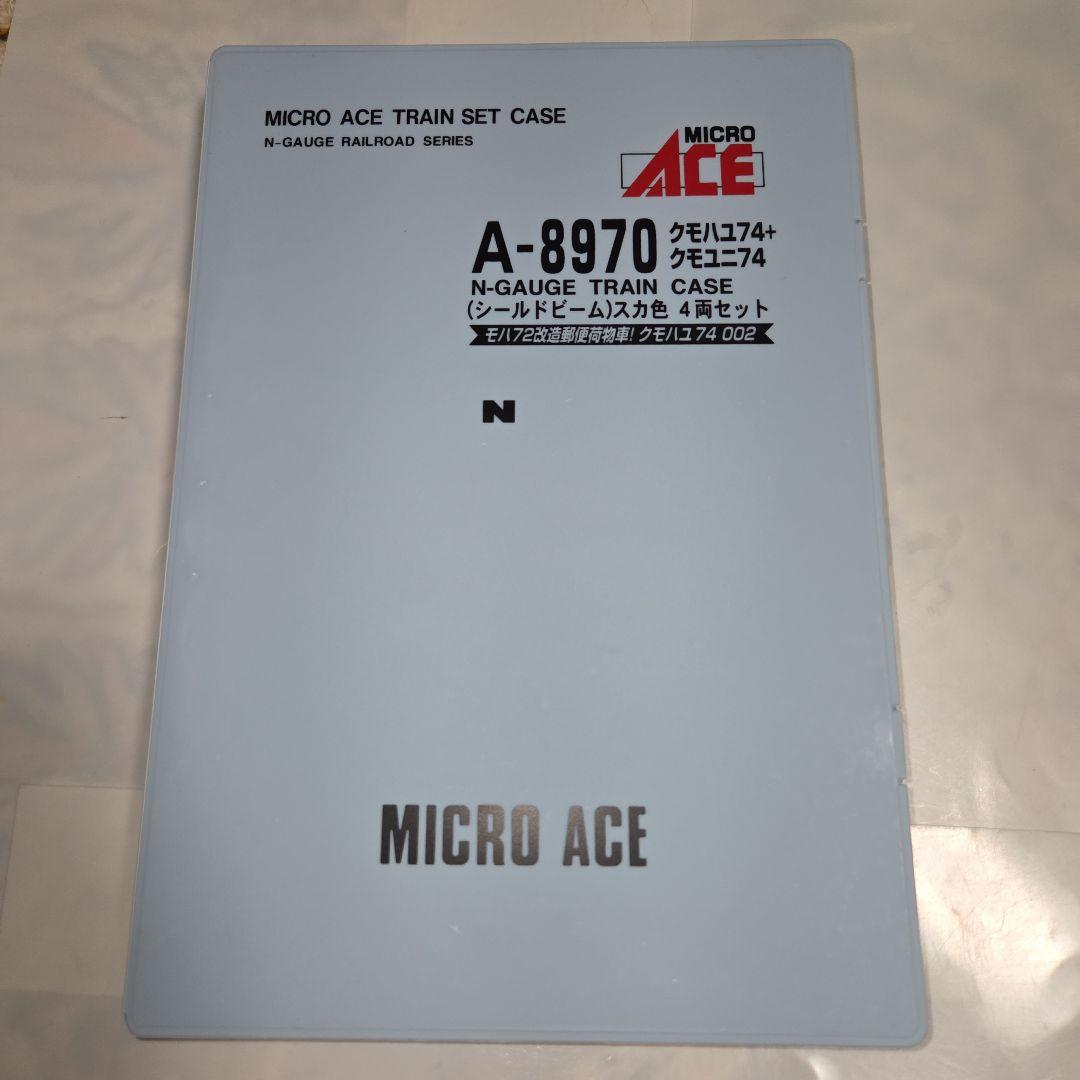 MICRO ACE TRAIN SET CASE
N-GAUGE RAILROAD SERIES
MICRO
ACE
A-8970 クモハユ74+
クモユニ74
N-GAUGE TRAIN CASE
(シールドビーム)スカ色 4両セット
モハ72改造郵便荷物車! クモハユ74 002
N
MICRO ACE